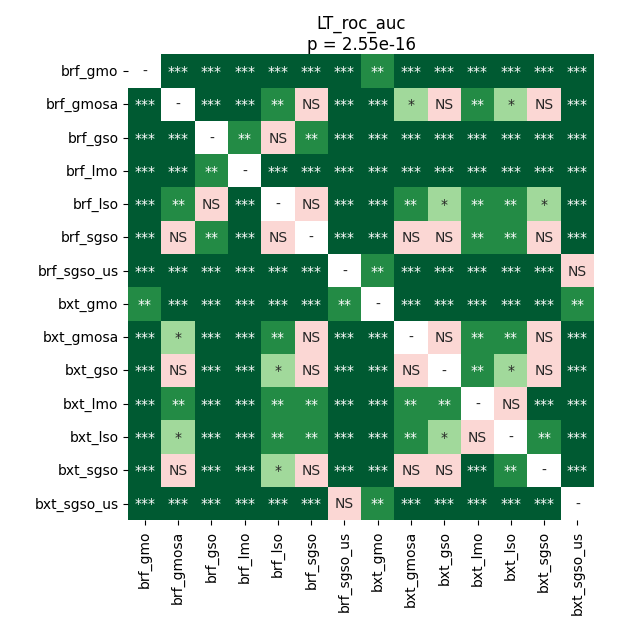 LT_roc_auc
p = 2.55e-16
brf_gmo - *** *** *** *** *** *** ** *** *** *** *** *** ***
brf_gmosa *** - *** *** ** NS *** *** * NS ** * NS ***
brf_gso *** *** - ** NS ** *** *** *** *** *** *** *** ***
brf_lmo *** *** ** - *** *** *** *** *** *** *** *** *** ***
brf_lso *** ** NS *** - NS *** *** ** * ** ** * ***
brf_sgso *** NS ** *** NS - *** *** NS NS ** ** NS ***
brf_sgso_us *** *** *** *** *** *** - ** *** *** *** *** *** NS
bxt_gmo ** *** *** *** *** *** ** - *** *** *** *** *** **
bxt_gmosa *** * *** *** ** NS *** *** - NS ** ** NS ***
bxt_gso *** NS *** *** * NS *** *** NS - ** * NS ***
bxt_lmo *** ** *** *** ** ** *** *** ** ** - NS *** ***
bxt_lso *** * *** *** ** ** *** *** ** * NS - ** ***
bxt_sgso *** NS *** *** * NS *** *** NS NS *** ** - ***
bxt_sgso_us *** *** *** *** *** *** NS ** *** *** *** *** *** -
brf_gmo
brf_gmosa
brf_gso
brf_lmo
brf_lso
brf_sgso
brf_sgso_us
bxt_gmo
bxt_gmosa
bxt_gso
bxt_lmo
bxt_lso
bxt_sgso
bxt_sgso_us